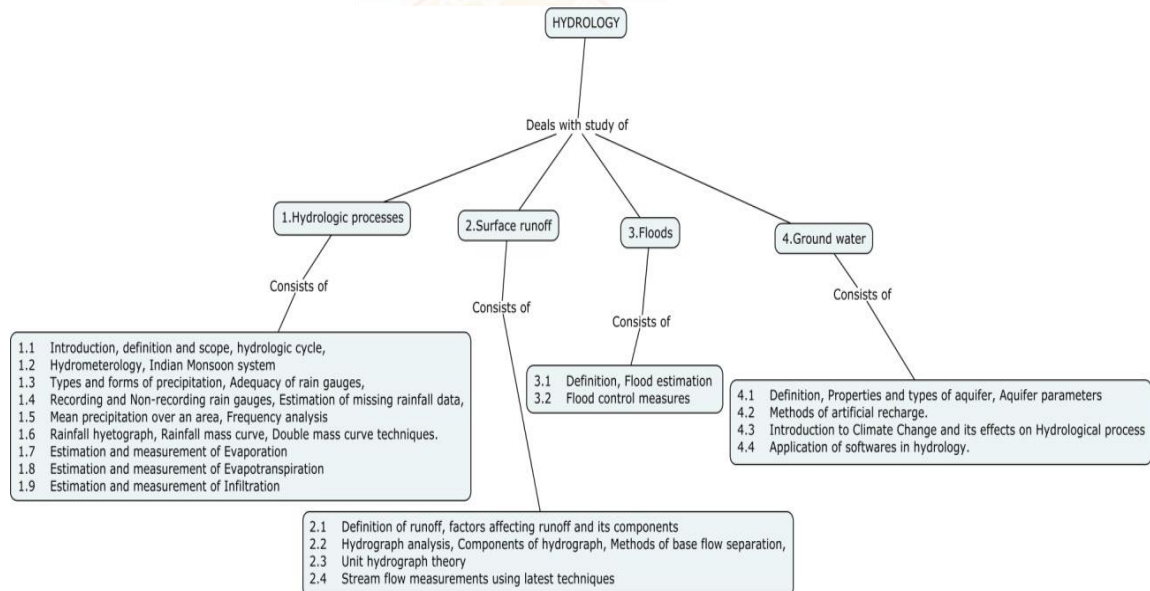 HYDROLOGY
Deals with study of
1.Hydrologic processes
2.Surface runoff
3.Floods
4.Ground water
Consists of
Consists of
Consists of
Consists of
1.1 Introduction, definition and scope, hydrologic cycle,
1.2 Hydrometerology, Indian Monsoon system
1.3 Types and forms of precipitation, Adequacy of rain gauges,
1.4 Recording and Non-recording rain gauges, Estimation of missing rainfall data,
1.5 Mean precipitation over an area, Frequency analysis
1.6 Rainfall hyetograph, Rainfall mass curve, Double mass curve techniques.
1.7 Estimation and measurement of Evaporation
1.8 Estimation and measurement of Evapotranspiration
1.9 Estimation and measurement of Infiltration
2.1 Definition of runoff, factors affecting runoff and its components
2.2 Hydrograph analysis, Components of hydrograph, Methods of base flow separation,
2.3 Unit hydrograph theory
2.4 Stream flow measurements using latest techniques
3.1 Definition, Flood estimation
3.2 Flood control measures
4.1 Definition, Properties and types of aquifer, Aquifer parameters
4.2 Methods of artificial recharge.
4.3 Introduction to Climate Change and its effects on Hydrological process
4.4 Application of softwares in hydrology.